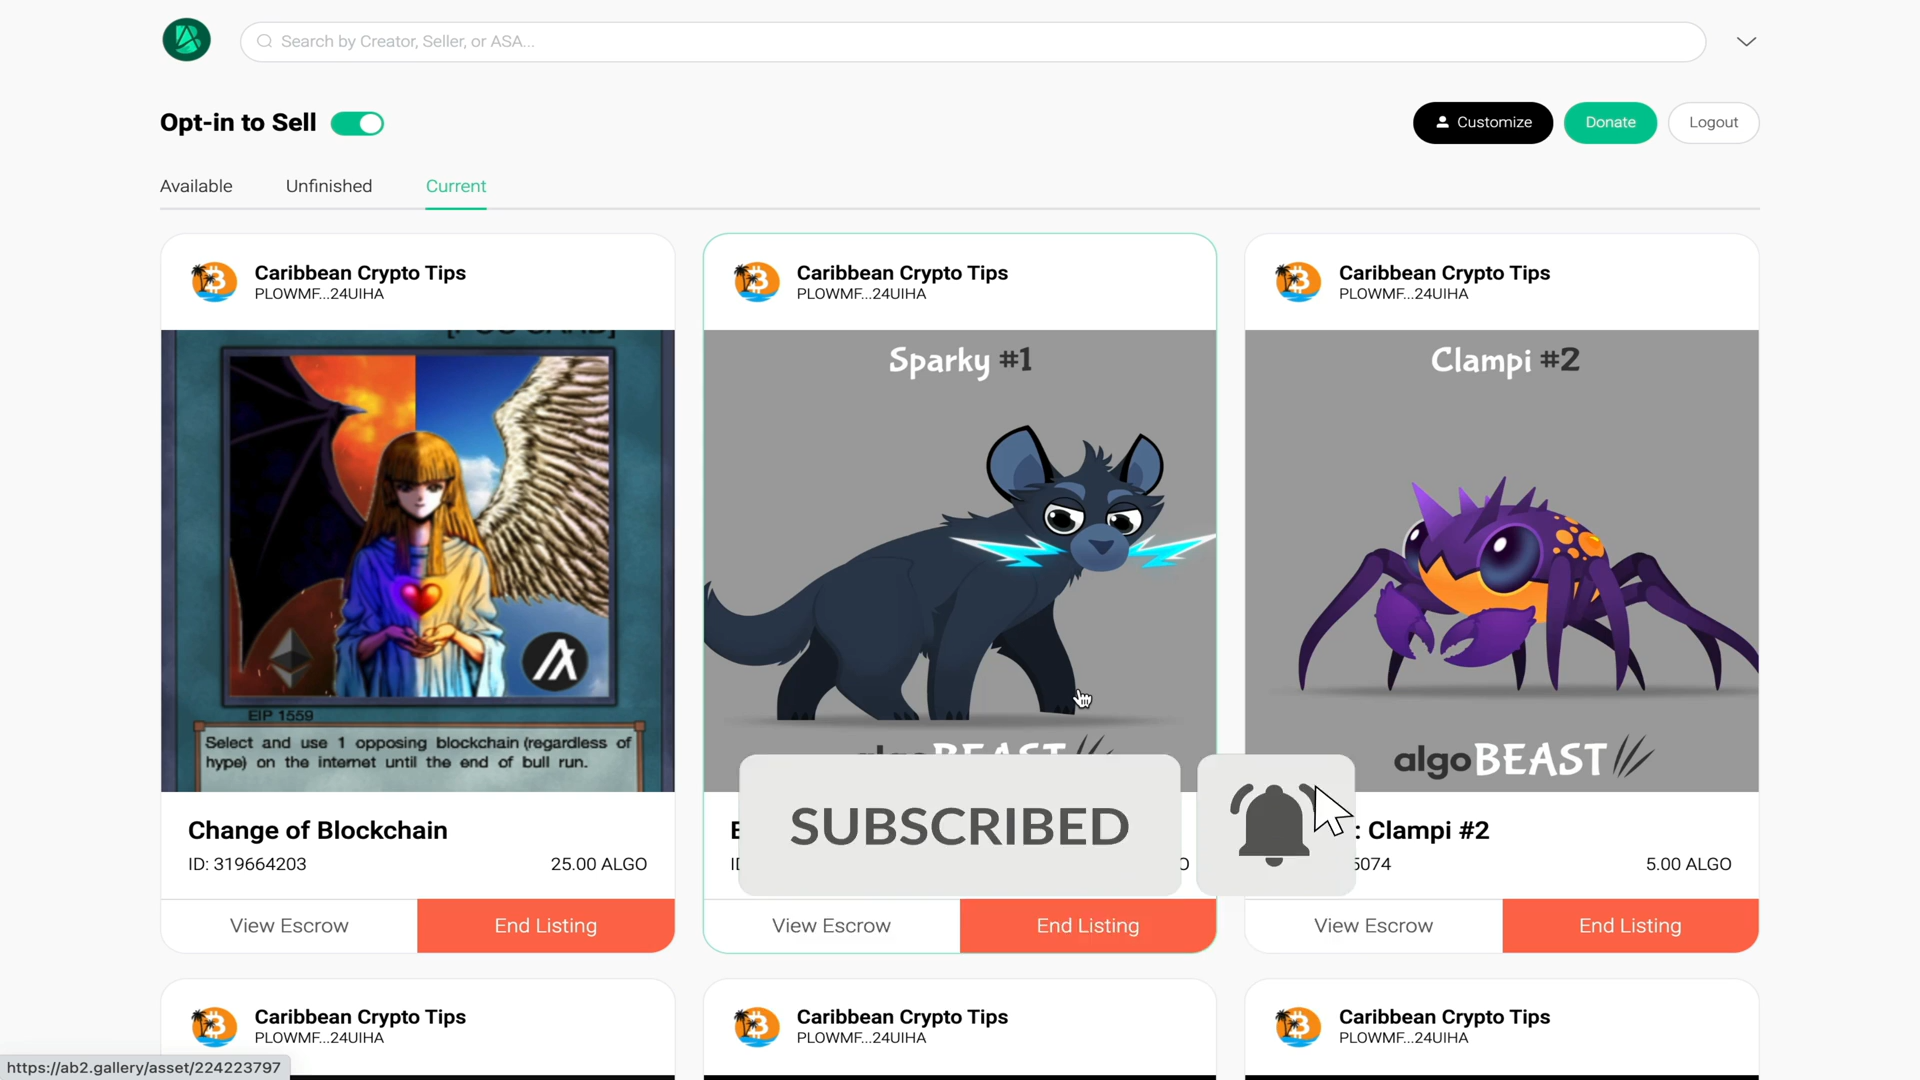 Search by Creator, Seller, or ASA...
Opt-in to Sell
Customize
Donate
Logout
Available
Unfinished
Current
Caribbean Crypto Tips
PLOWMF...24UIHA
EIP 1559
Select and use 1 opposing blockchain (regardless of
hype) on the internet until the end of bull run.
Change of Blockchain
ID: 319664203
25.00 ALGO
View Escrow
End Listing
Caribbean Crypto Tips
PLOWMF...24UIHA
Sparky #1
algoBEAST
SUBSCRIBED
View Escrow
End Listing
Caribbean Crypto Tips
PLOWMF...24UIHA
Clampi #2
algoBEAST
: Clampi #2
5074
5.00 ALGO
View Escrow
End Listing
Caribbean Crypto Tips
PLOWMF...24UIHA
Caribbean Crypto Tips
PLOWMF...24UIHA
Caribbean Crypto Tips
PLOWMF...24UIHA
https://ab2.gallery/asset/224223797